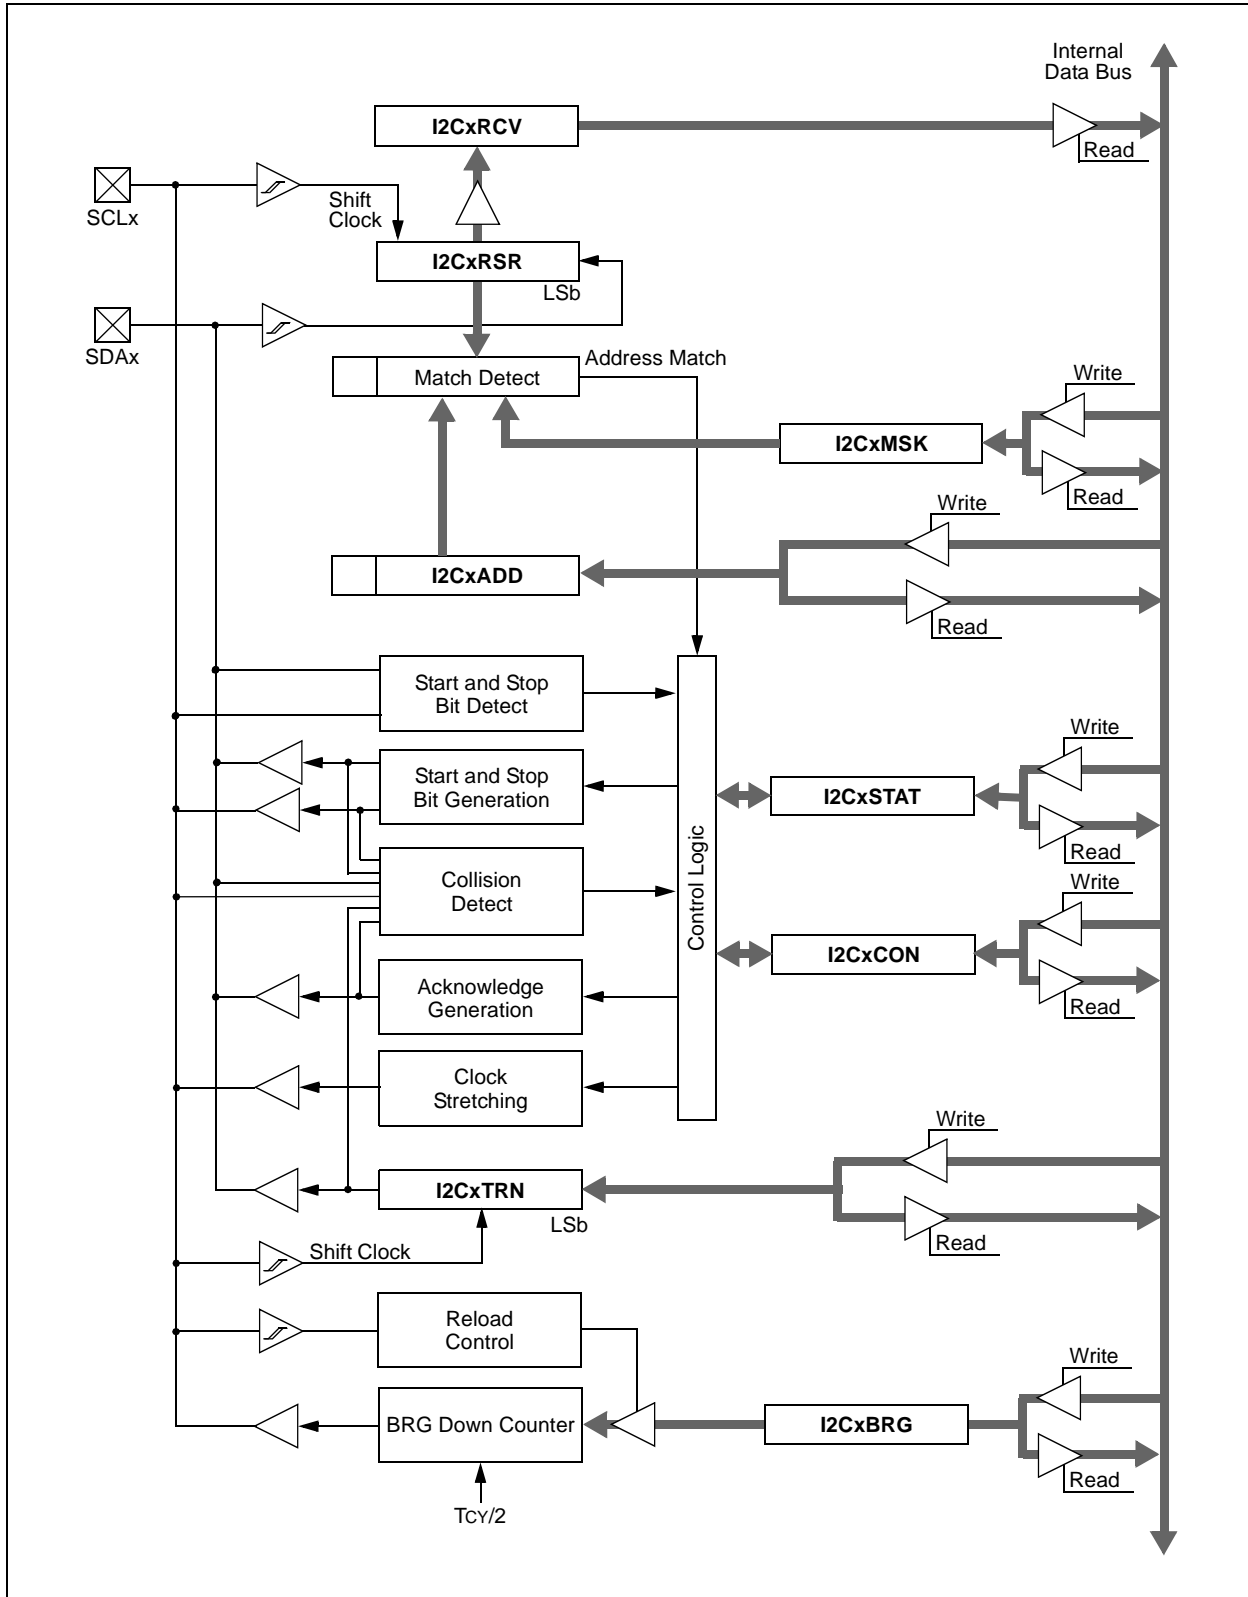 Internal
Data Bus
I2CxRCV
Read
SCLx
Shift
Clock
I2CxRSR
LSb
SDAx
Address Match
Match Detect
Write
I2CxMSK
Read
Write
I2CxADD
Read
Start and Stop
Bit Detect
Write
Start and Stop
Bit Generation
I2CxSTAT
Read
Control Logic
Collision
Detect
Write
I2CxCON
Read
Acknowledge
Generation
Clock
Stretching
Write
I2CxTRN
LSb
Read
Shift Clock
Reload
Control
Write
BRG Down Counter
I2CxBRG
Read
TCY/2